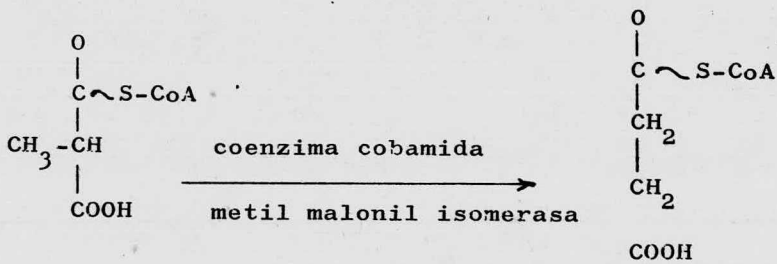 O
C~S-CoA
CH3-CH
COOH
coenzima cobamida
metil malonil isomerasa
O
C ~ S-CoA
CH2
CH2
COOH